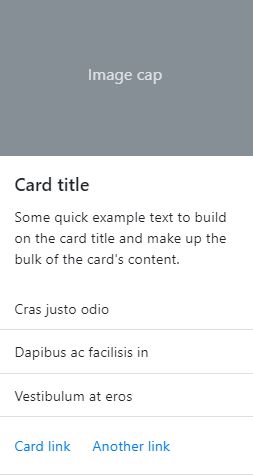 Image cap
Card title
Some quick example text to build
on the card title and make up the
bulk of the card's content.
Cras justo odio
Dapibus ac facilisis in
Vestibulum at eros
Card link Another link